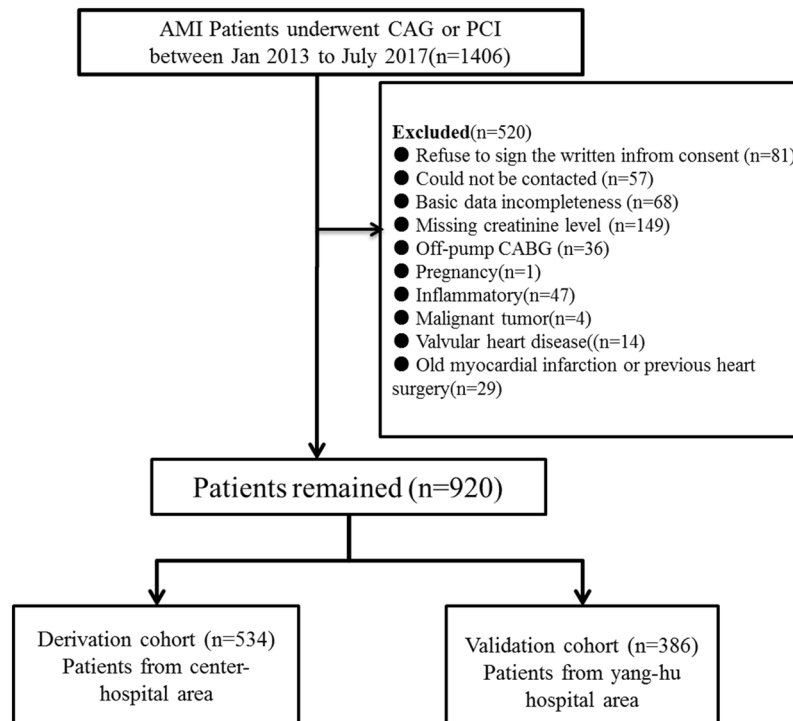 AMI Patients underwent CAG or PCI
between Jan 2013 to July 2017(n=1406)
Excluded(n=520)
● Refuse to sign the written infrom consent (n=81)
● Could not be contacted (n=57)
● Basic data incompleteness (n=68)
● Missing creatinine level (n=149)
● Off-pump CABG (n=36)
● Pregnancy(n=1)
● Inflammatory(n=47)
● Malignant tumor(n=4)
● Valvular heart disease((n=14)
● Old myocardial infarction or previous heart
surgery(n=29)
Patients remained (n=920)
Derivation cohort (n=534)
Patients from center-
hospital area
Validation cohort (n=386)
Patients from yang-hu
hospital area